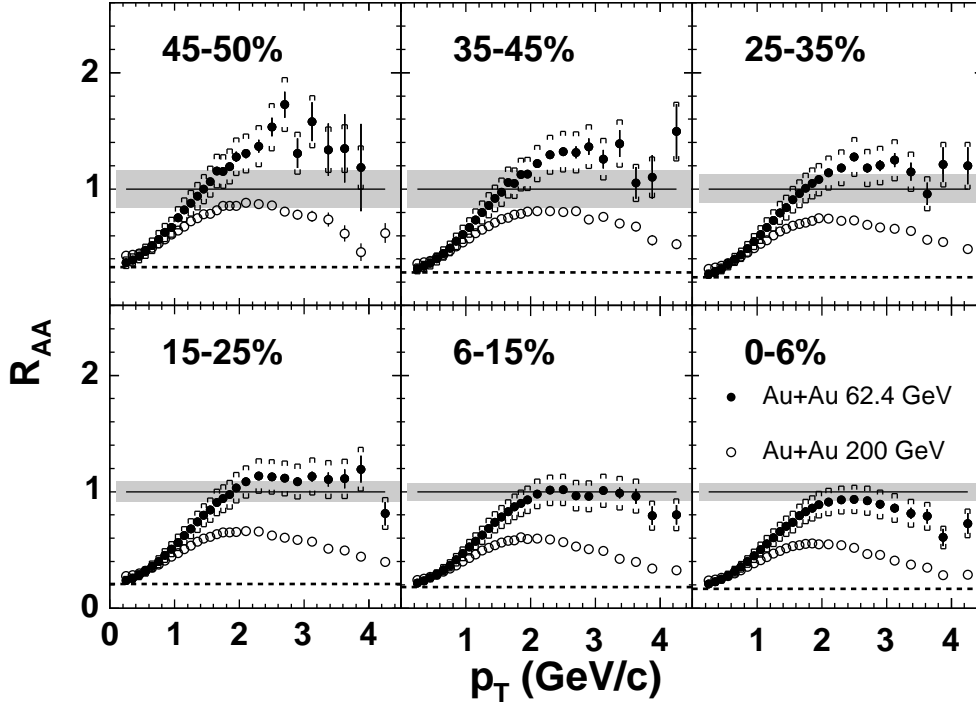 45-50%
35-45%
25-35%
2
1
15-25%
6-15%
0-6%
2
1
0
Au+Au 62.4 GeV
Au+Au 200 GeV
R_AA
0 1 2 3 4 1 2 3 4 1 2 3 4
p_T (GeV/c)